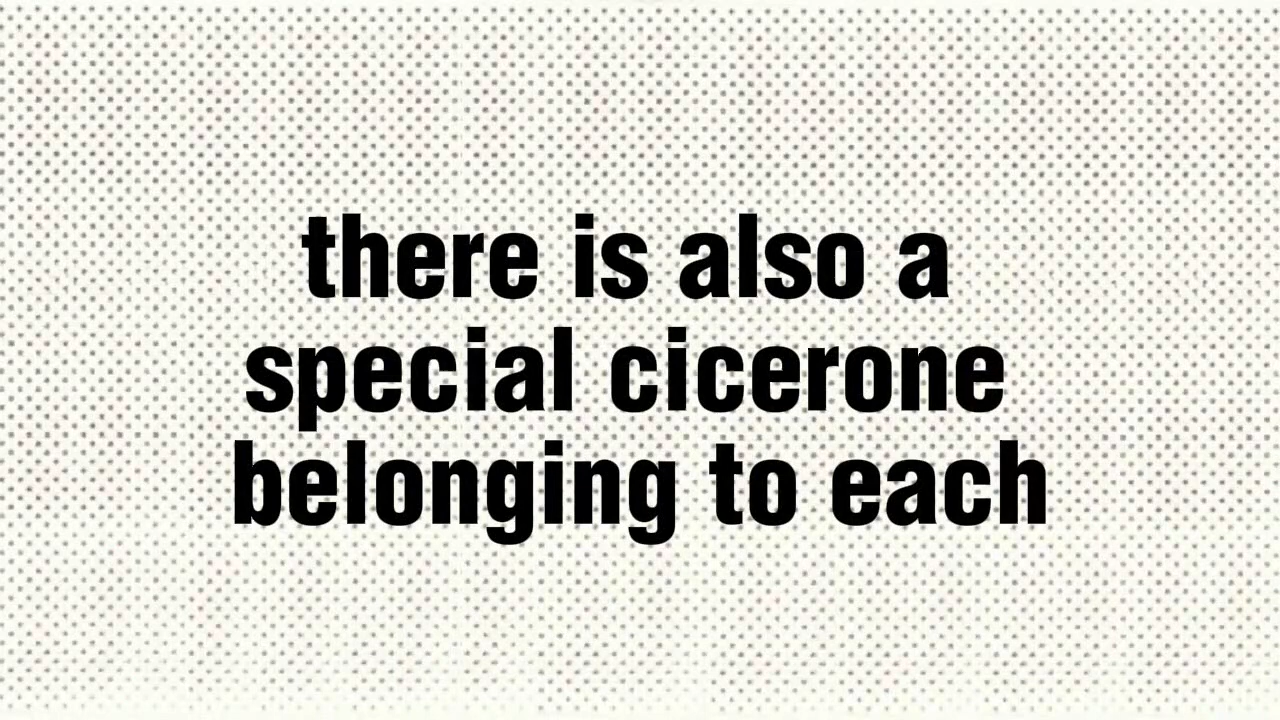 there is also a
special cicerone
belonging to each